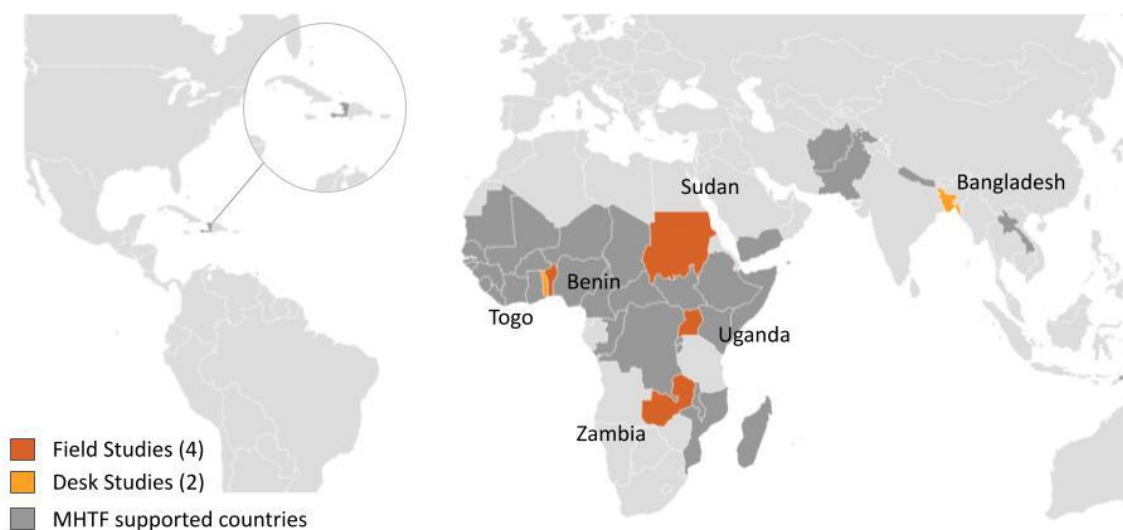 Sudan
Bangladesh
Benin
Togo
Uganda
Zambia
Field Studies (4)
Desk Studies (2)
MHTF supported countries